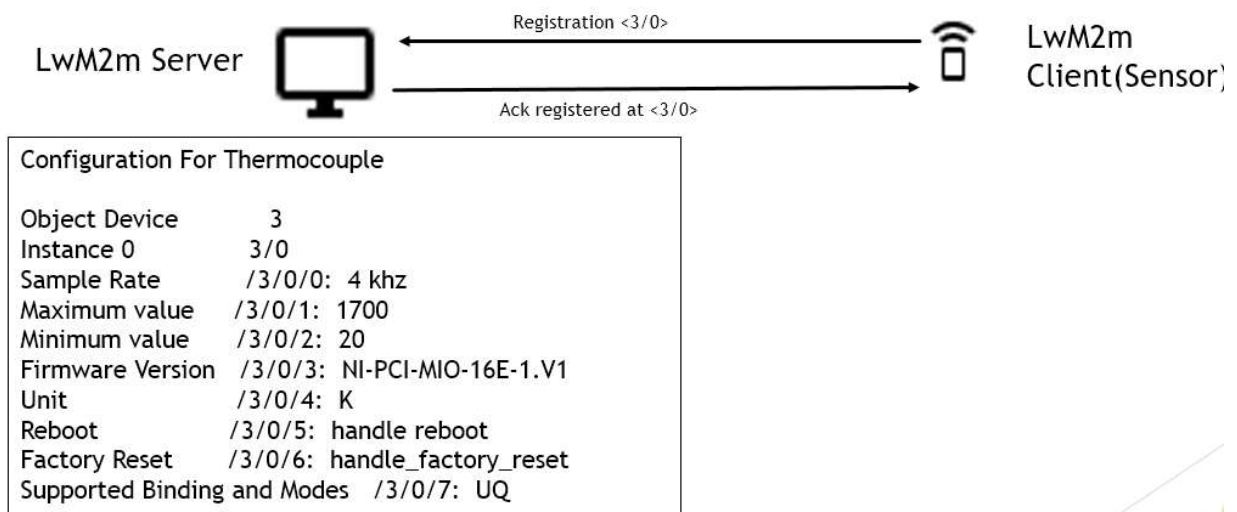 Registration <3/0>
LwM2m Server
LwM2m
Client(Sensor)
Ack registered at <3/0>
Configuration For Thermocouple
Object Device 3
Instance 0 3/0
Sample Rate /3/0/0: 4 khz
Maximum value /3/0/1: 1700
Minimum value /3/0/2: 20
Firmware Version /3/0/3: NI-PCI-MIO-16E-1.V1
Unit /3/0/4: K
Reboot /3/0/5: handle reboot
Factory Reset /3/0/6: handle_factory_reset
Supported Binding and Modes /3/0/7: UQ